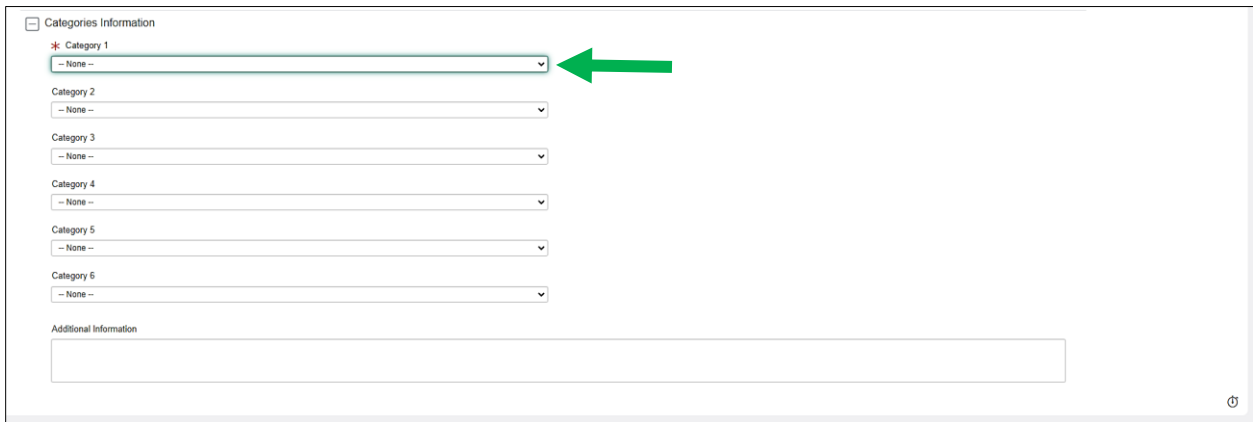 Categories Information
* Category 1
-- None --
Category 2
-- None --
Category 3
-- None --
Category 4
-- None --
Category 5
-- None --
Category 6
-- None --
Additional Information